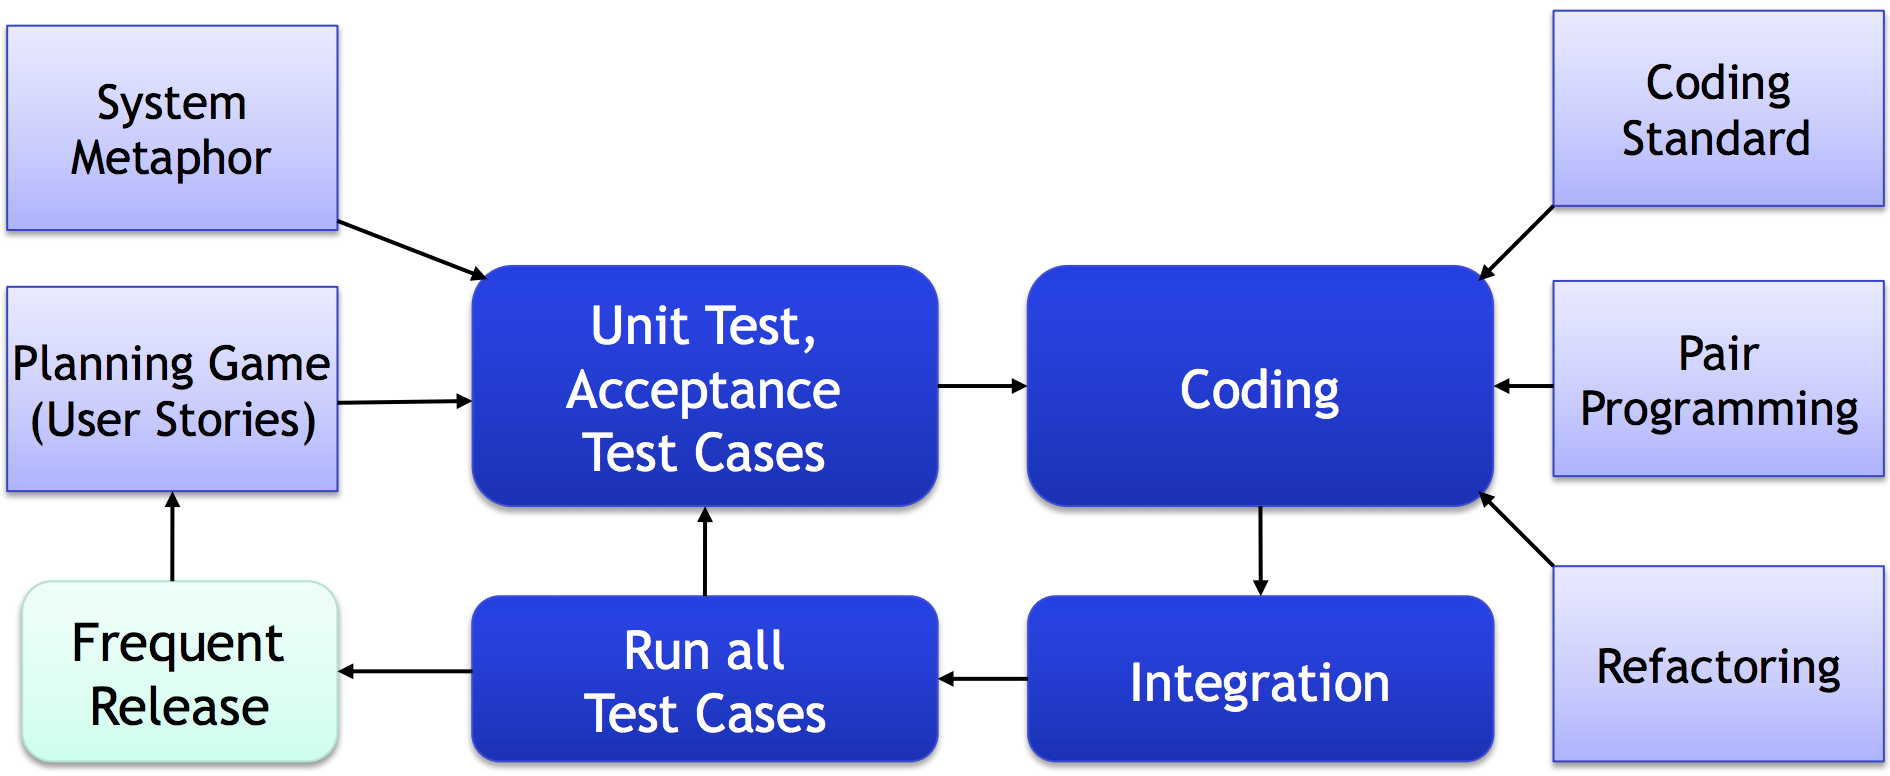 System
Metaphor
Planning Game
(User Stories)
Frequent
Release
Unit Test,
Acceptance
Test Cases
Run all
Test Cases
Coding
Integration
Coding
Standard
Pair
Programming
Refactoring